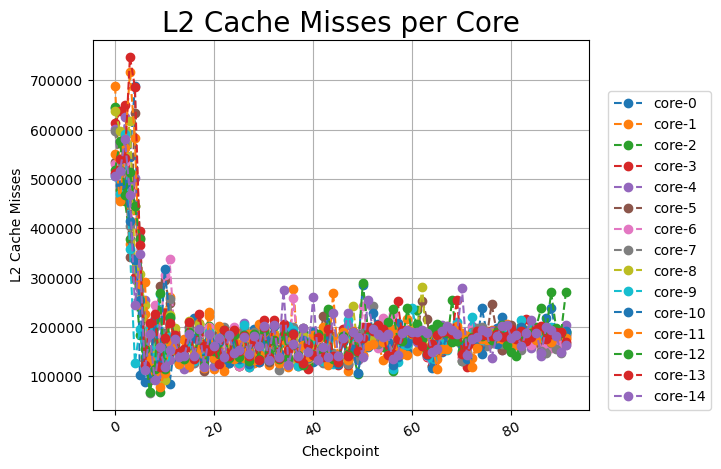 L2 Cache Misses per Core
700000
600000
500000
400000
300000
200000
100000
L2 Cache Misses
0
20
40
60
80
Checkpoint
core-0
core-1
core-2
core-3
core-4
core-5
core-6
core-7
core-8
core-9
core-10
core-11
core-12
core-13
core-14